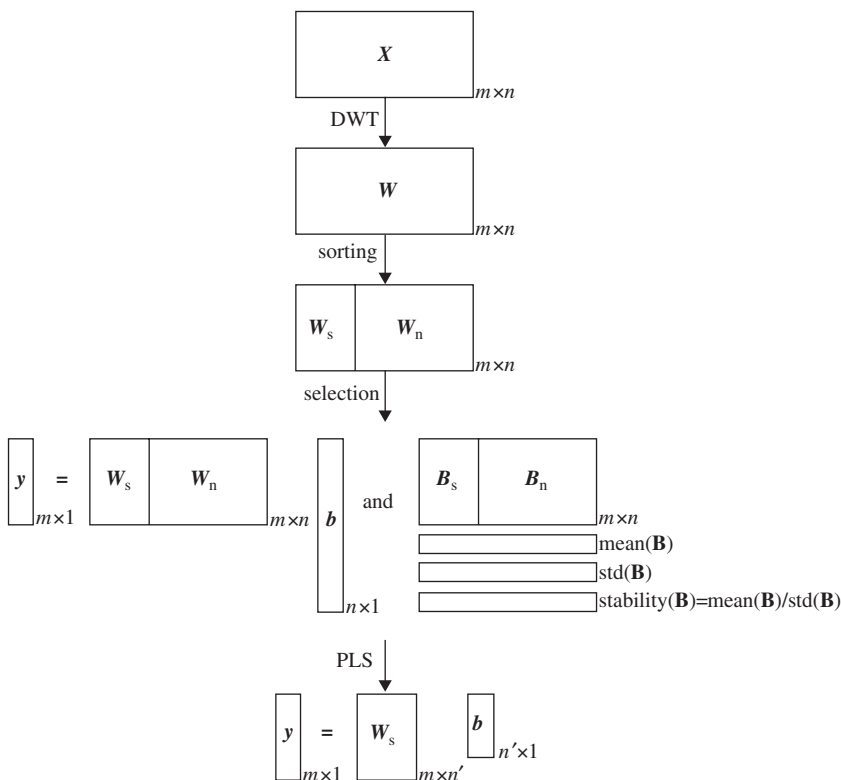 X
m×n
DWT
W
m×n
sorting
Ws Wn
m×n
selection
y m×1 = Ws Wn m×n b n×1 and Bs Bn m×n
mean(B)
std(B)
stability(B)=mean(B)/std(B)
PLS
y m×1 = Ws m×n′ b n′×1